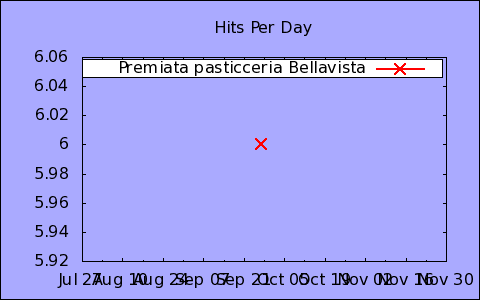 Hits Per Day
6.06
6.04
6.02
6
5.98
5.96
5.94
5.92
Premiata pasticceria Bellavista
Jul 27 Aug 10 Aug 24 Sep 07 Sep 21 Oct 05 Oct 19 Nov 02 Nov 16 Nov 30